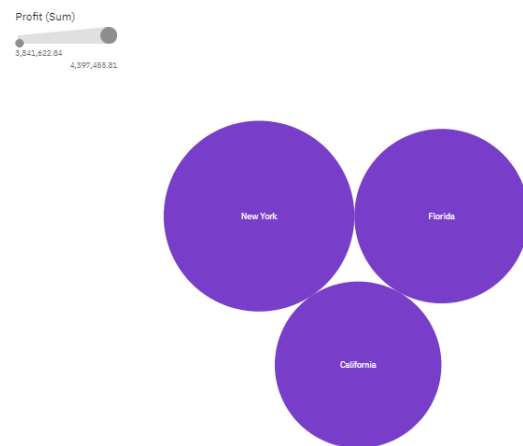 Profit (Sum)
3,841,622.84
4,397,455.81
New York
Florida
California